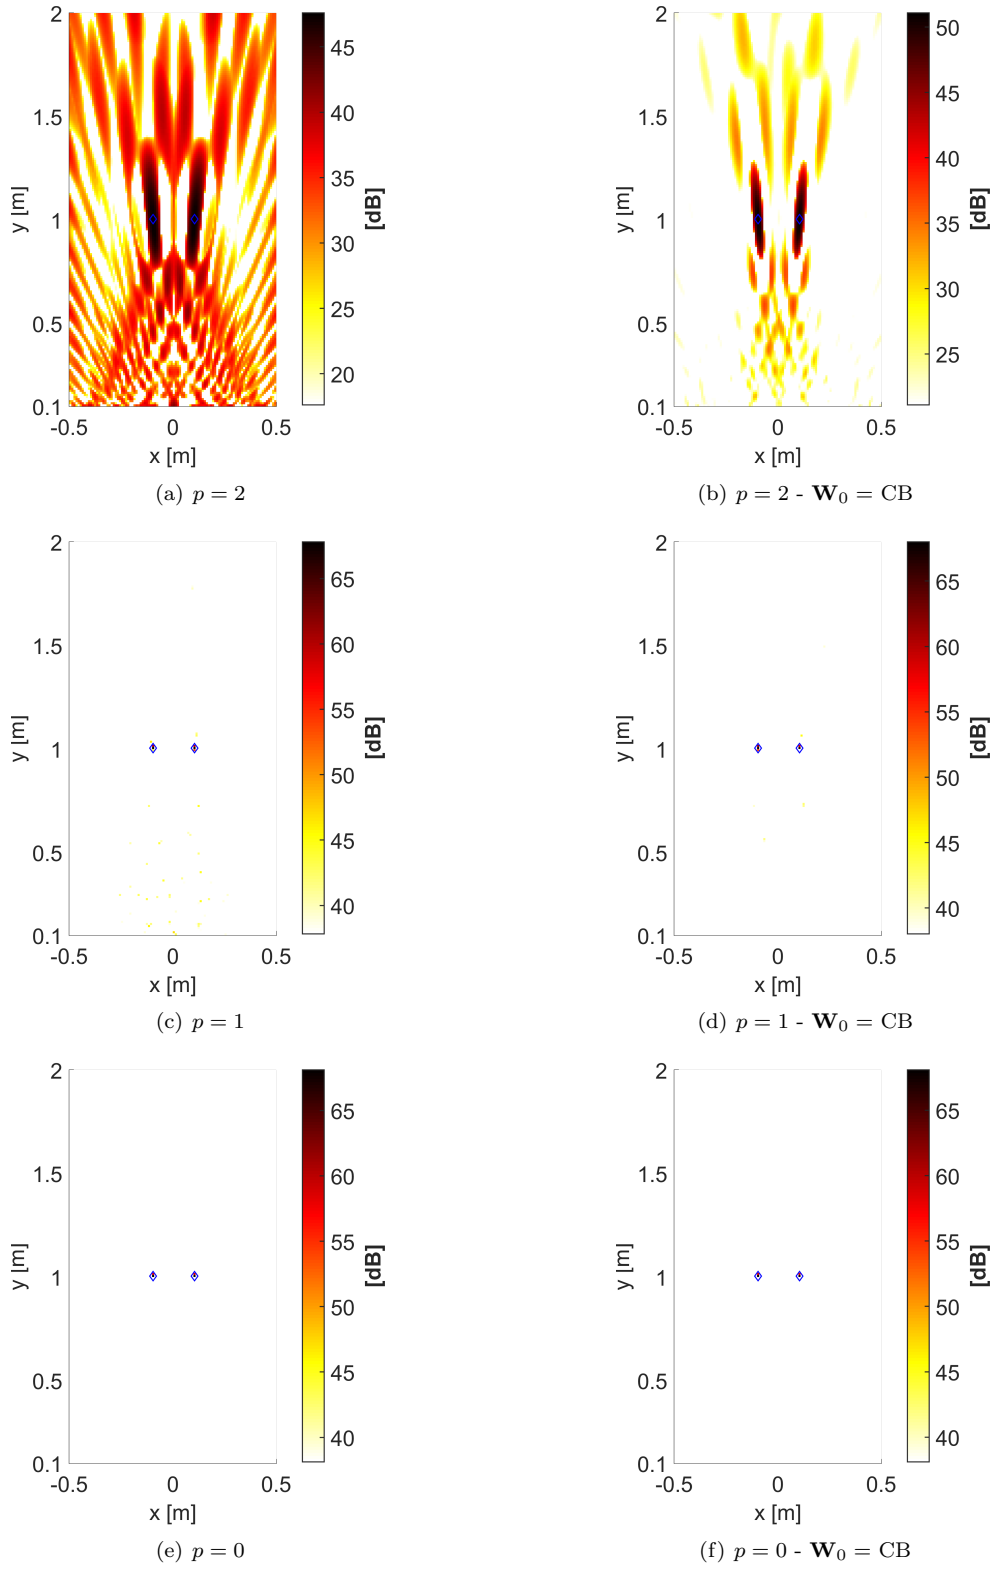 2
1.5
1
0.5
0.1
y [m]
-0.5 0 0.5
x [m]
45
40
35
30
25
20
[dB]
(a) p = 2
2
1.5
1
0.5
0.1
y [m]
-0.5 0 0.5
x [m]
50
45
40
35
30
25
[dB]
(b) p = 2 - W₀ = CB
2
1.5
1
0.5
0.1
y [m]
-0.5 0 0.5
x [m]
65
60
55
50
45
40
[dB]
(c) p = 1
2
1.5
1
0.5
0.1
y [m]
-0.5 0 0.5
x [m]
65
60
55
50
45
40
[dB]
(d) p = 1 - W₀ = CB
2
1.5
1
0.5
0.1
y [m]
-0.5 0 0.5
x [m]
65
60
55
50
45
40
[dB]
(e) p = 0
2
1.5
1
0.5
0.1
y [m]
-0.5 0 0.5
x [m]
65
60
55
50
45
40
[dB]
(f) p = 0 - W₀ = CB